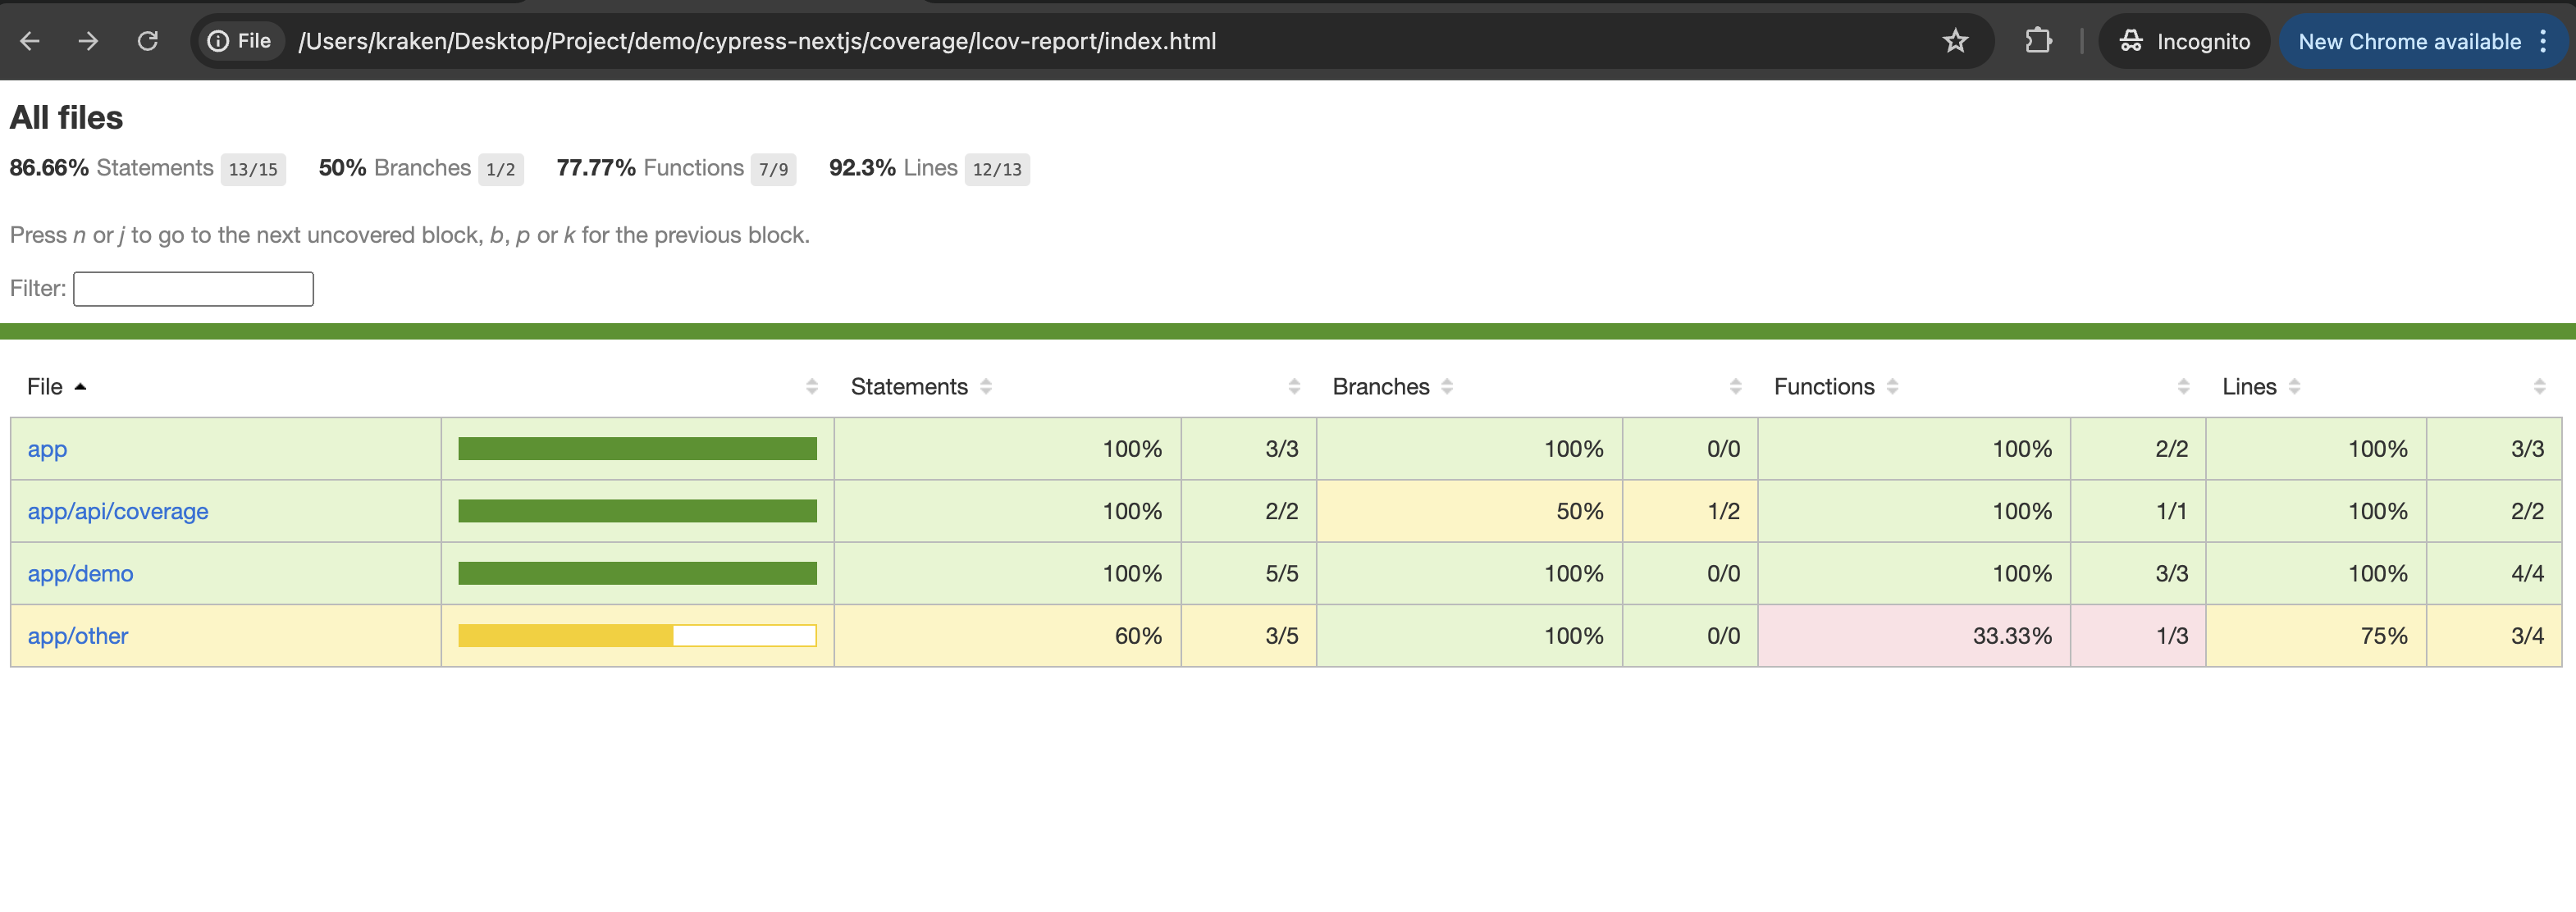 File /Users/kraken/Desktop/Project/demo/cypress-nextjs/coverage/lcov-report/index.html Incognito New Chrome available
All files
86.66% Statements 13/15 50% Branches 1/2 77.77% Functions 7/9 92.3% Lines 12/13
Press n or j to go to the next uncovered block, b, p or k for the previous block.
Filter:
File Statements Branches Functions Lines
app 100% 3/3 100% 0/0 100% 2/2 100% 3/3
app/api/coverage 100% 2/2 50% 1/2 100% 1/1 100% 2/2
app/demo 100% 5/5 100% 0/0 100% 3/3 100% 4/4
app/other 60% 3/5 100% 0/0 33.33% 1/3 75% 3/4